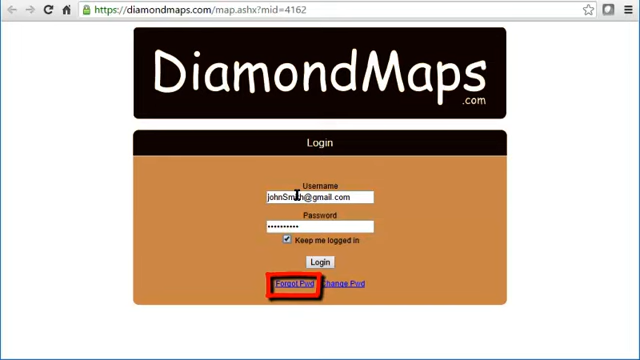 https://diamondmaps.com/map.ashx?mid=4162
DiamondMaps
.com
Login
Username
johnSmith@gmail.com
Password
••••••••••
Keep me logged in
Login
Forgot Pwd Change Pwd